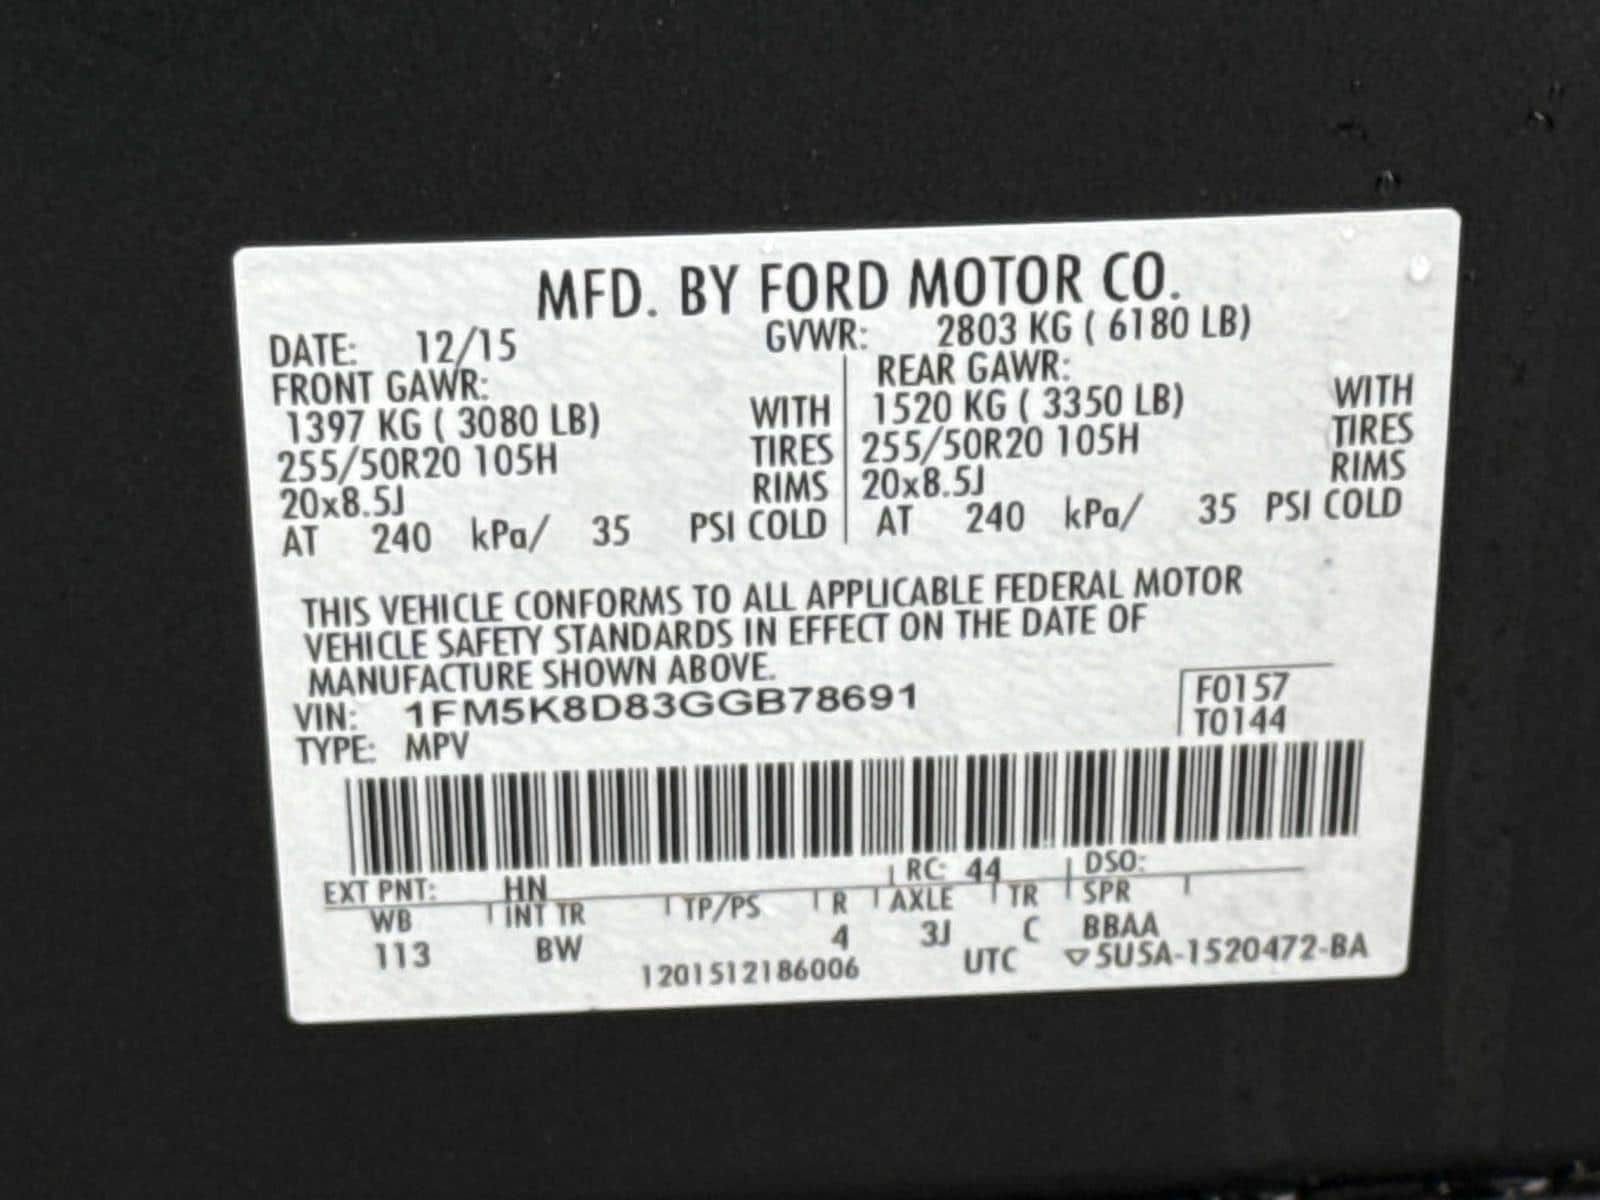 MFD. BY FORD MOTOR CO.
DATE: 12/15 GVWR: 2803 KG ( 6180 LB)
FRONT GAWR: REAR GAWR:
1397 KG ( 3080 LB) WITH 1520 KG ( 3350 LB) WITH
255/50R20 105H TIRES 255/50R20 105H TIRES
20x8.5J RIMS 20x8.5J RIMS
AT 240 kPa/ 35 PSI COLD AT 240 kPa/ 35 PSI COLD
THIS VEHICLE CONFORMS TO ALL APPLICABLE FEDERAL MOTOR
VEHICLE SAFETY STANDARDS IN EFFECT ON THE DATE OF
MANUFACTURE SHOWN ABOVE.
VIN: 1FM5K8D83GGB78691 F0157
TYPE: MPV T0144
EXT PNT: HN RC: 44 DSO:
WB INT TR TP/PS R AXLE TR SPR
113 BW 4 3J C BBAA
1201512186006 UTC ▽5U5A-1520472-BA